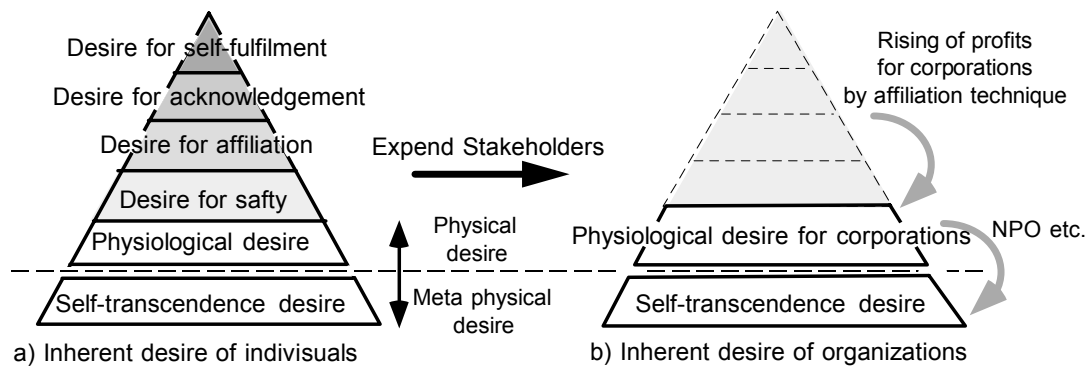 Desire for self-fulfilment
Desire for acknowledgement
Desire for affiliation
Desire for safty
Physiological desire
Self-transcendence desire
a) Inherent desire of indivisuals
Expend Stakeholders
Physical
desire
Meta physical
desire
Rising of profits
for corporations
by affiliation technique
Physiological desire for corporations
NPO etc.
Self-transcendence desire
b) Inherent desire of organizations